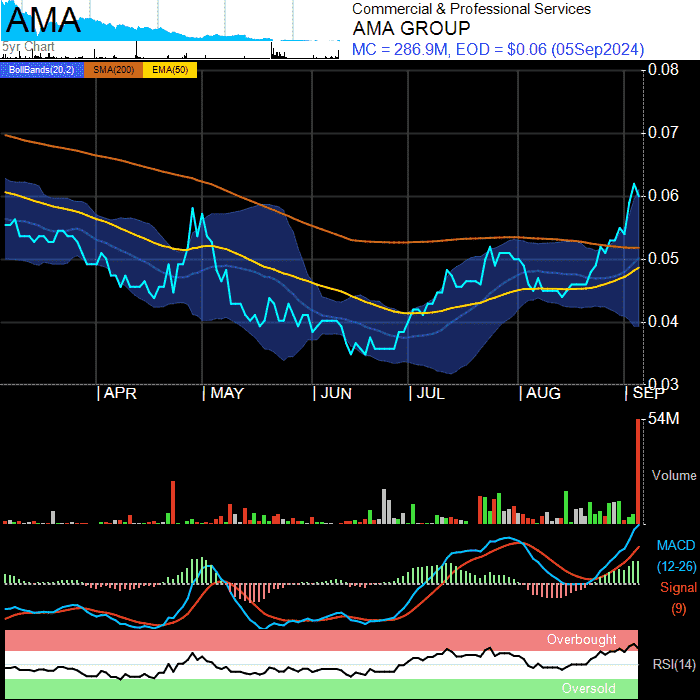 AMA
5yr Chart
Commercial & Professional Services
AMA GROUP
MC = 286.9M, EOD = $0.06 (05Sep2024)
BollBands(20,2) SMA(200) EMA(50)
0.08
0.07
0.06
0.05
0.04
0.03
APR MAY JUN JUL AUG SEP
54M
Volume
MACD
(12-26)
Signal
(9)
Overbought
RSI(14)
Oversold